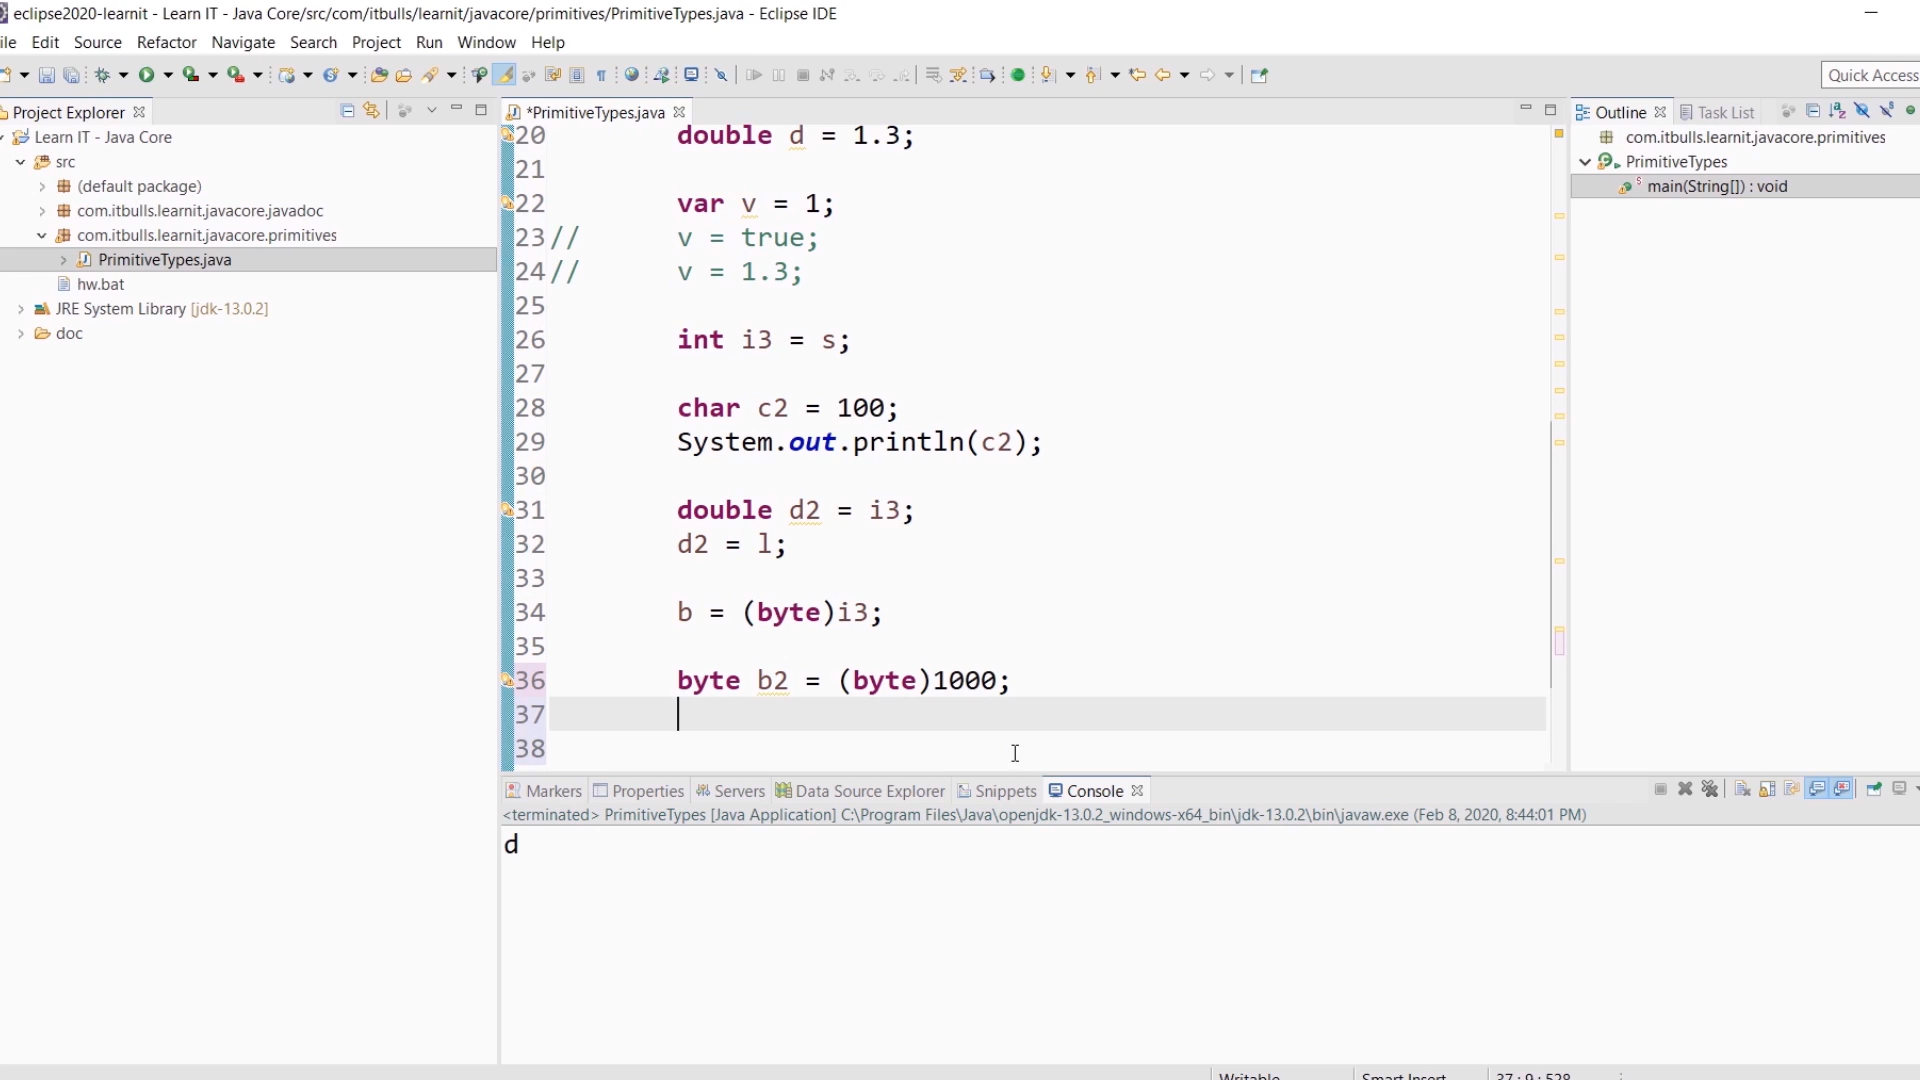 eclipse2020-learnit - Learn IT - Java Core/src/com/itbulls/learnit/javacore/primitives/PrimitiveTypes.java - Eclipse IDE
ile Edit Source Refactor Navigate Search Project Run Window Help
Quick Access
Project Explorer
Learn IT - Java Core
src
(default package)
com.itbulls.learnit.javacore.javadoc
com.itbulls.learnit.javacore.primitives
PrimitiveTypes.java
hw.bat
JRE System Library [jdk-13.0.2]
doc
*PrimitiveTypes.java
20 double d = 1.3;
21
22 var v = 1;
23 // v = true;
24 // v = 1.3;
25
26 int i3 = s;
27
28 char c2 = 100;
29 System.out.println(c2);
30
31 double d2 = i3;
32 d2 = l;
33
34 b = (byte)i3;
35
36 byte b2 = (byte)1000;
37
38
Outline Task List
com.itbulls.learnit.javacore.primitives
PrimitiveTypes
S main(String[]) : void
Markers Properties Servers Data Source Explorer Snippets Console
<terminated> PrimitiveTypes [Java Application] C:\Program Files\Java\openjdk-13.0.2_windows-x64_bin\jdk-13.0.2\bin\javaw.exe (Feb 8, 2020, 8:44:01 PM)
d
Writable Smart Insert 37 : 9 : 528